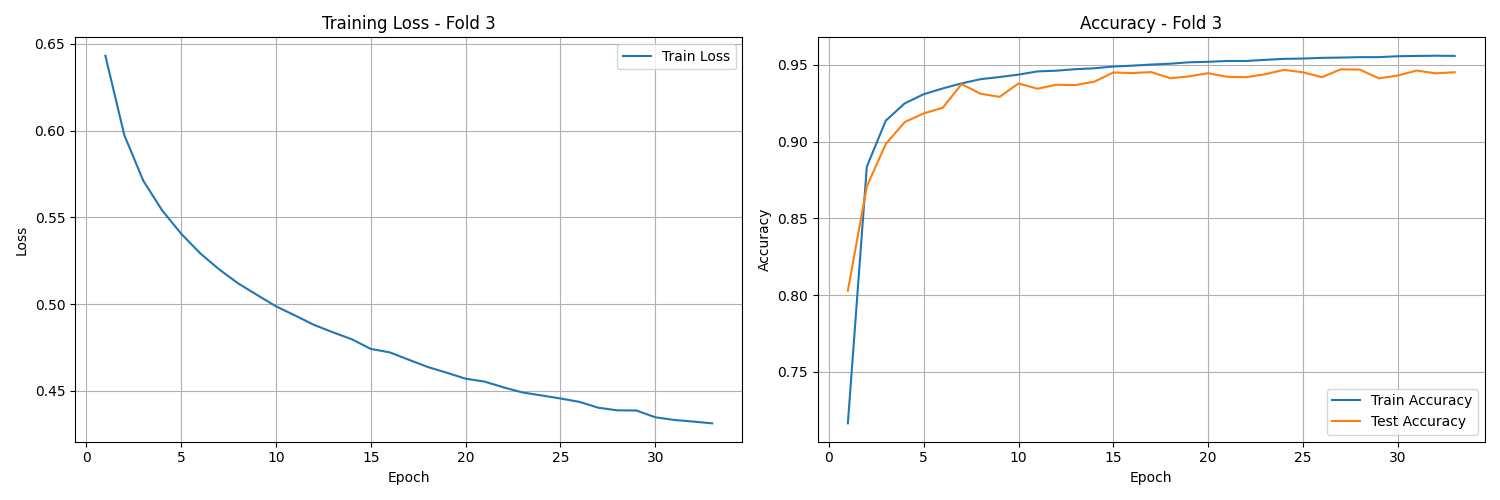 Training Loss - Fold 3
0.65
0.60
0.55
0.50
0.45
Loss
0 5 10 15 20 25 30
Epoch
Train Loss
Accuracy - Fold 3
0.95
0.90
0.85
0.80
0.75
Accuracy
0 5 10 15 20 25 30
Epoch
Train Accuracy
Test Accuracy